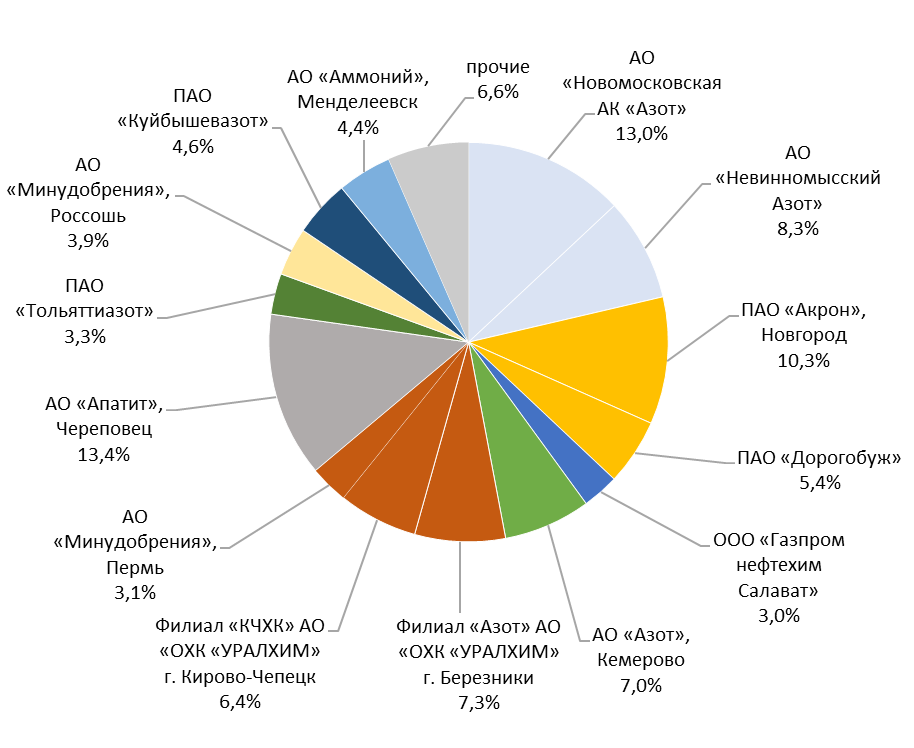 АО
«Новомосковская
АК «Азот»
13,0%
АО
«Невинномысский
Азот»
8,3%
ПАО «Акрон»,
Новгород
10,3%
ПАО «Дорогобуж»
5,4%
ООО «Газпром
нефтехим
Салават»
3,0%
АО «Азот»,
Кемерово
7,0%
Филиал «Азот» АО
«ОХК «УРАЛХИМ»
г. Березники
7,3%
Филиал «КЧХК» АО
«ОХК «УРАЛХИМ»
г. Кирово-Чепецк
6,4%
АО
«Минудобрения»,
Пермь
3,1%
АО «Апатит»,
Череповец
13,4%
ПАО
«Тольяттиазот»
3,3%
АО
«Минудобрения»,
Россошь
3,9%
ПАО
«Куйбышевазот»
4,6%
АО «Аммоний»,
Менделеевск
4,4%
прочие
6,6%